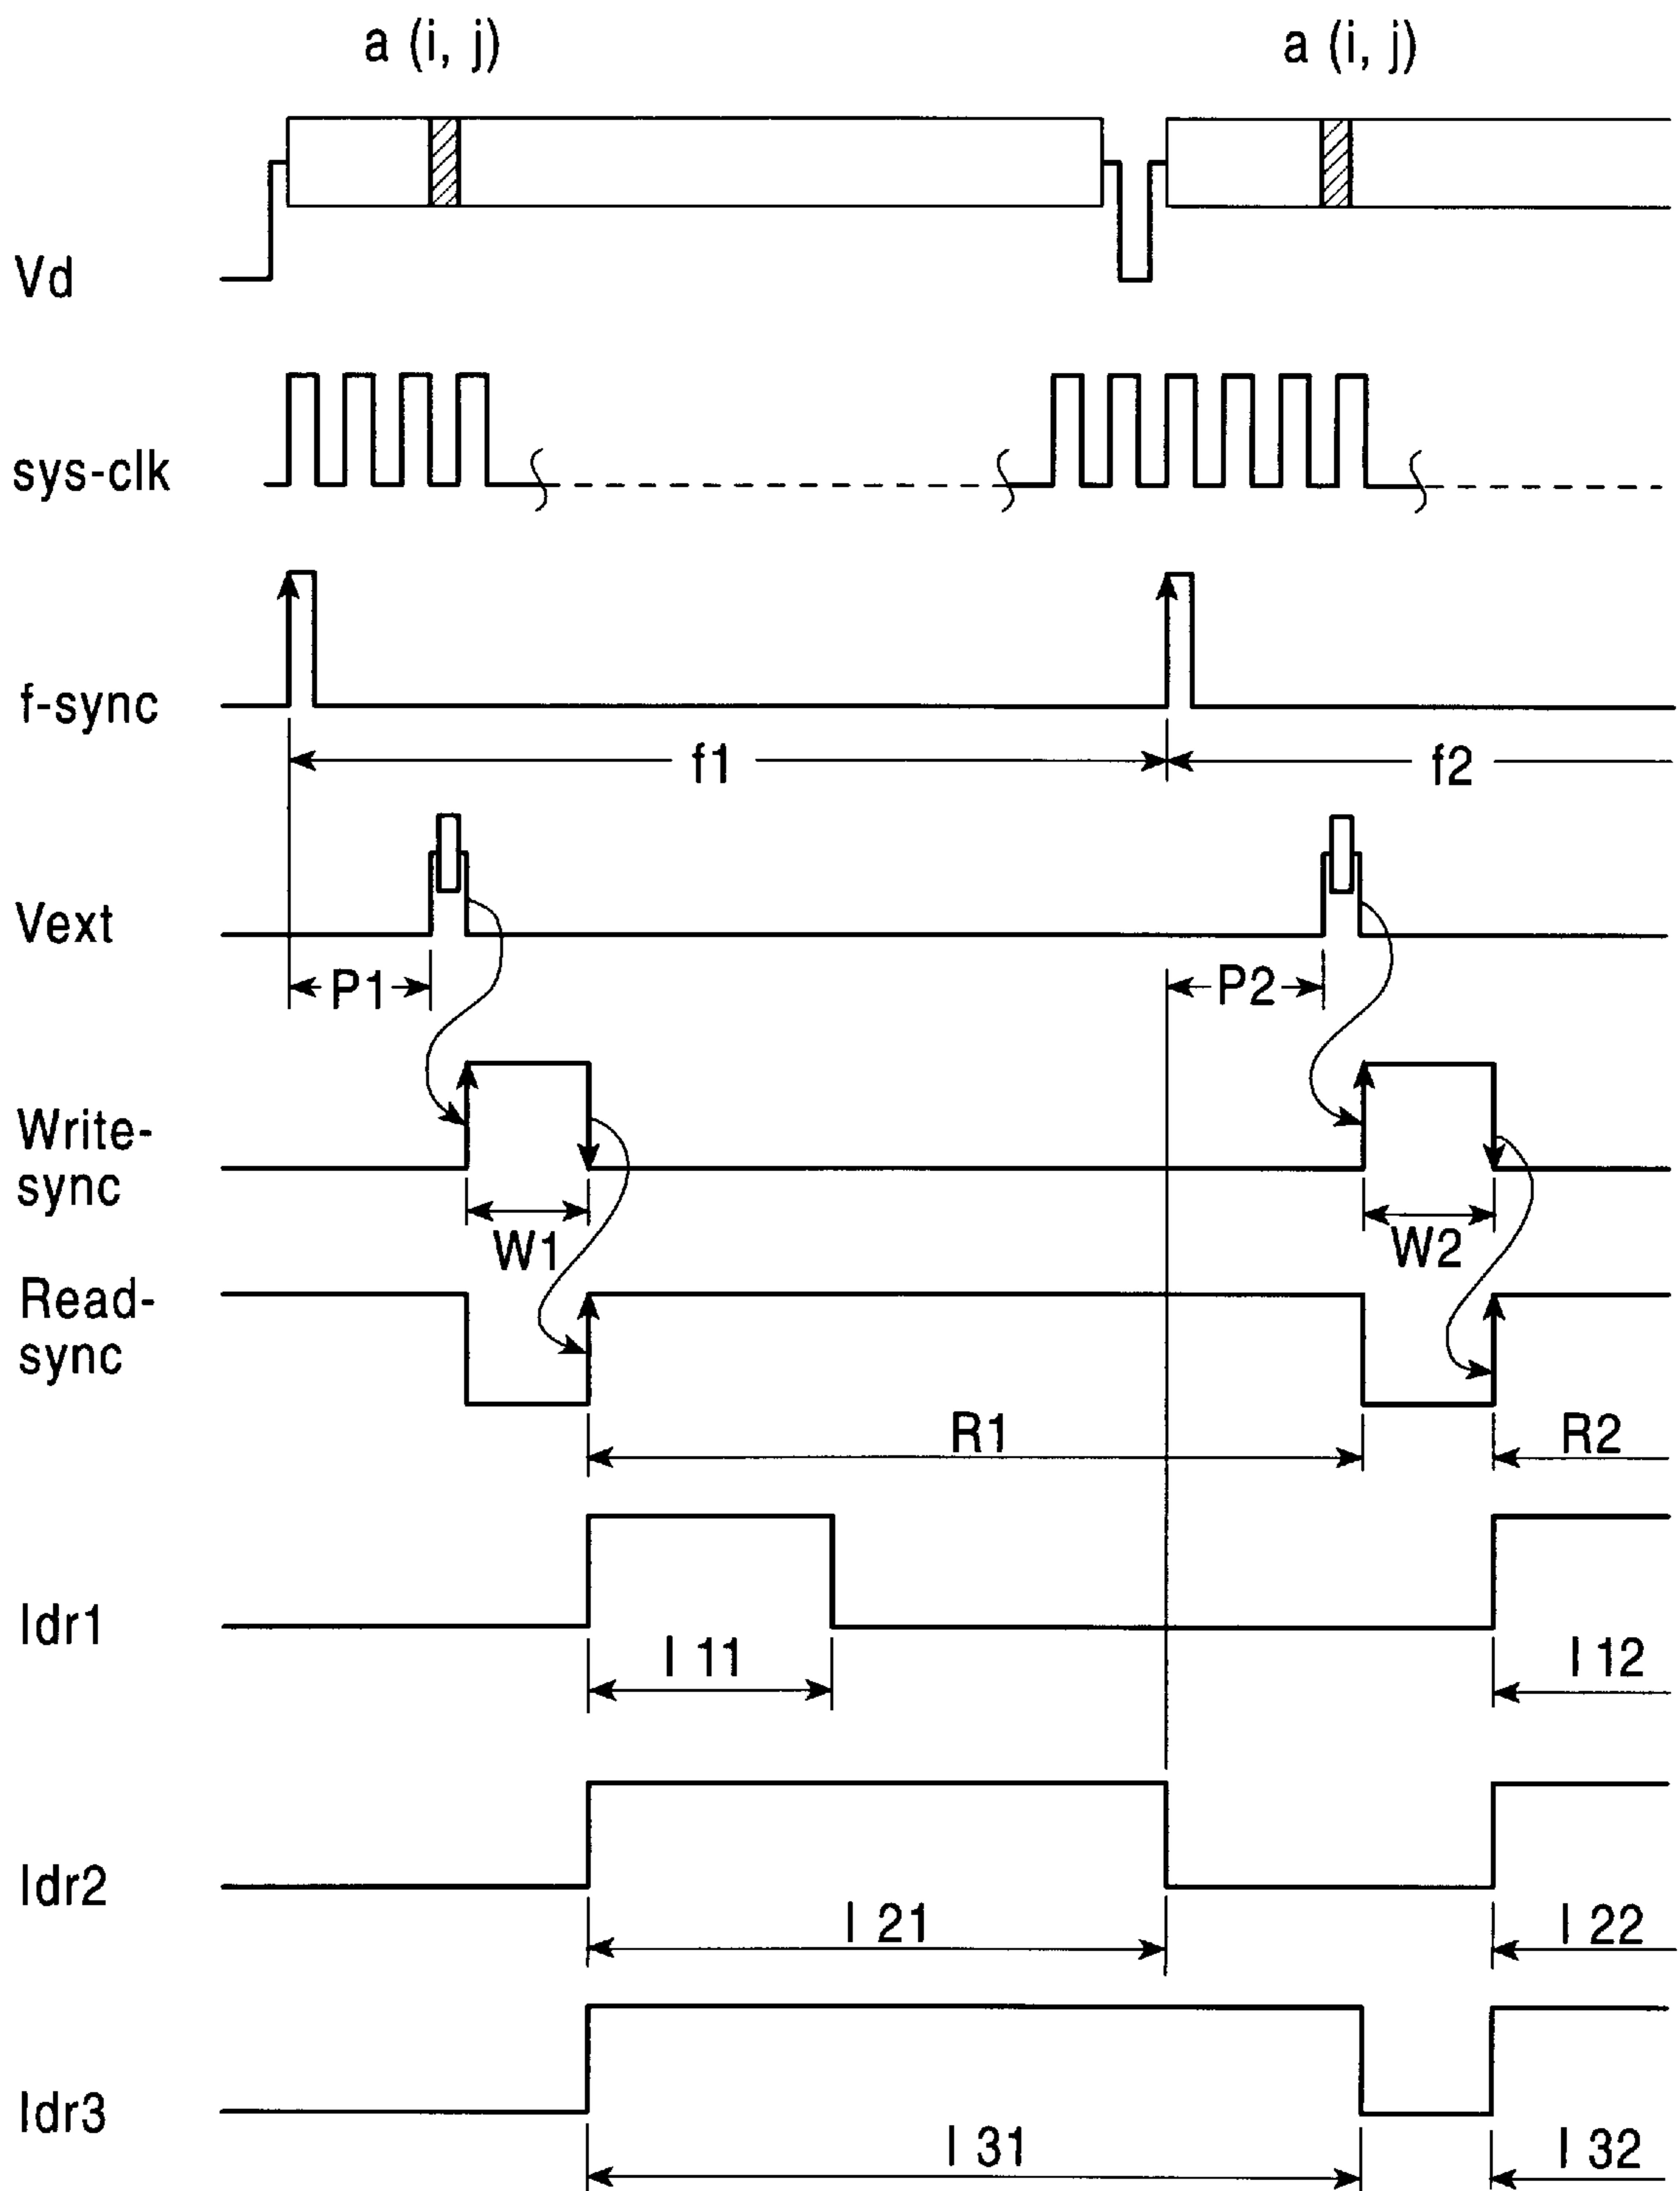 a (i, j)
a (i, j)
Vd
sys-clk
f-sync
f1
f2
Vext
P1
P2
Write-
sync
W1
W2
Read-
sync
R1
R2
Idr1
I 11
I 12
Idr2
I 21
I 22
Idr3
I 31
I 32